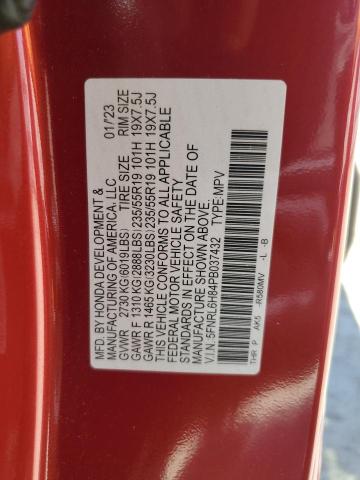 MFD. BY HONDA DEVELOPMENT & 01/'23
MANUFACTURING OF AMERICA, LLC
GVWR 2730 KG(6019LBS) TIRE SIZE RIM SIZE
GAWR F 1310 KG(2888LBS) 235/55R19 101H 19X7.5J
GAWR R 1465 KG(3230LBS) 235/55R19 101H 19X7.5J
THIS VEHICLE CONFORMS TO ALL APPLICABLE
FEDERAL MOTOR VEHICLE SAFETY
STANDARDS IN EFFECT ON THE DATE OF
MANUFACTURE SHOWN ABOVE.
V.I.N. 5FNRL6H84PB037432 TYPE:MPV
THR P AK5 -R580MV -L -B